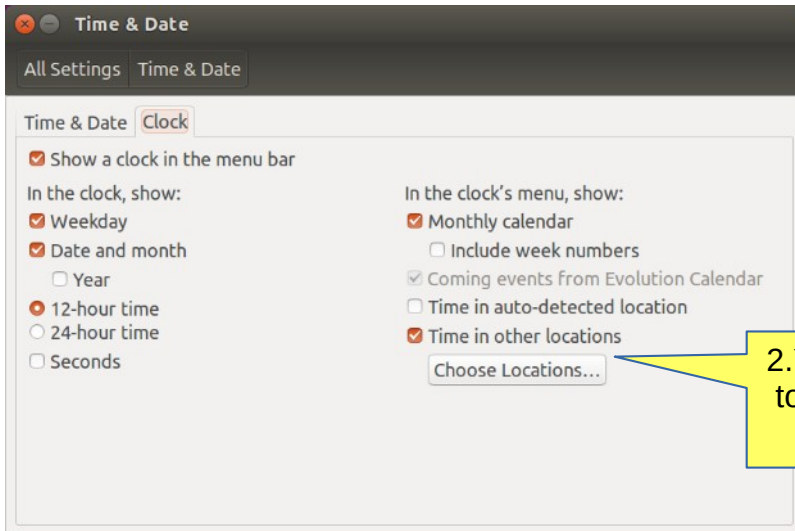 Time & Date
All Settings Time & Date
Time & Date Clock
Show a clock in the menu bar
In the clock, show:
Weekday
Date and month
Year
12-hour time
24-hour time
Seconds
In the clock's menu, show:
Monthly calendar
Include week numbers
Coming events from Evolution Calendar
Time in auto-detected location
Time in other locations
Choose Locations...
2.
to